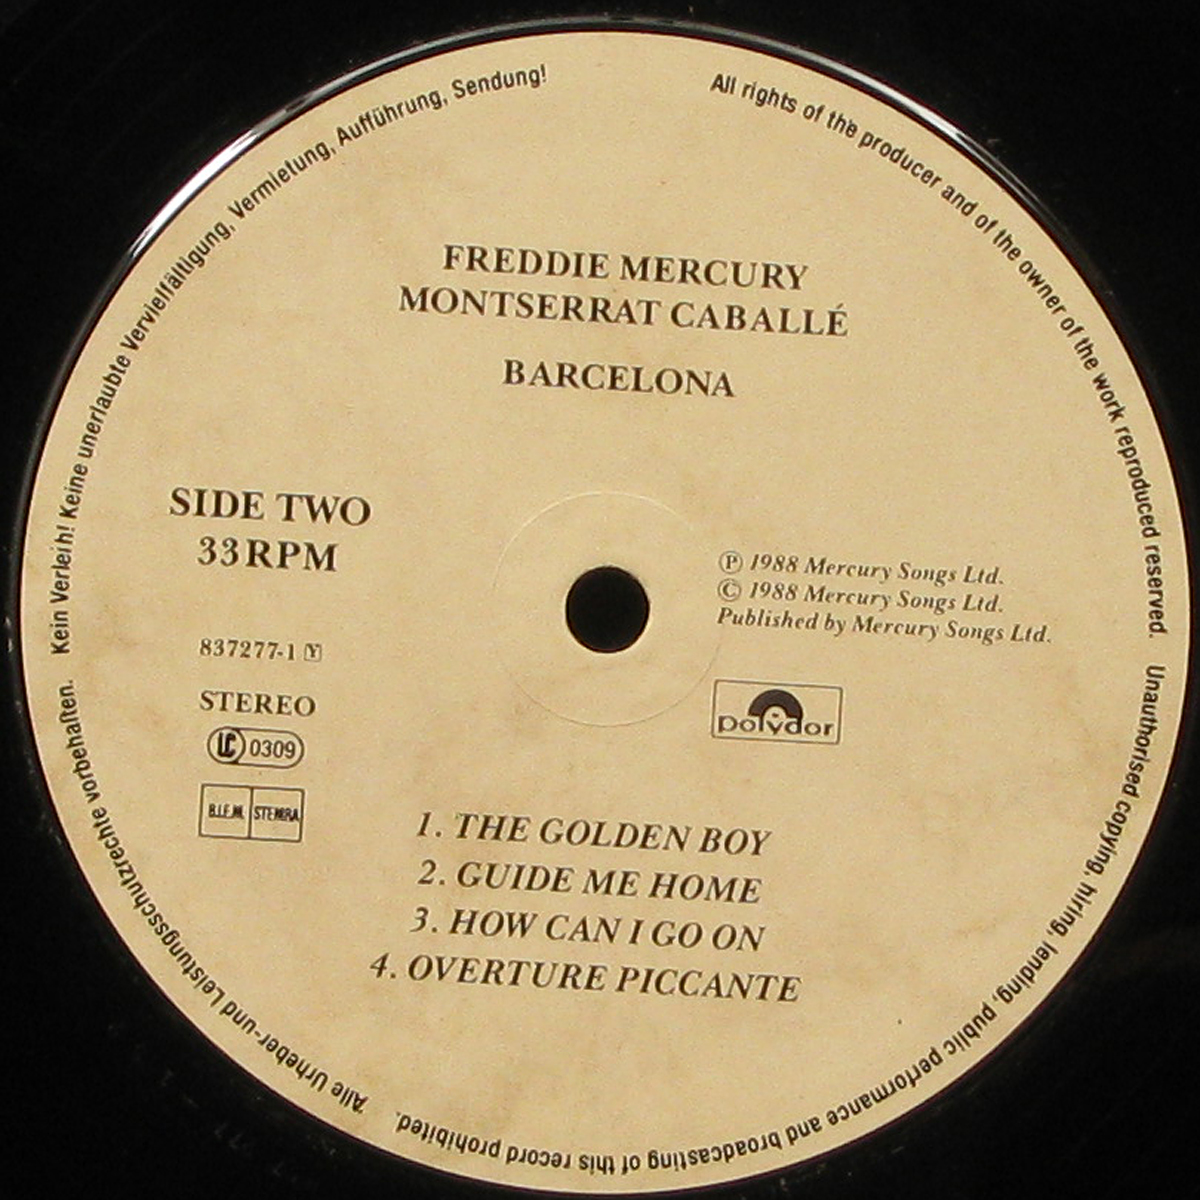 FREDDIE MERCURY
MONTSERRAT CABALLÉ
BARCELONA
SIDE TWO
33RPM
837277-1 Y
STEREO
LC 0309
B.I.E.M. STEMRA
Ⓟ 1988 Mercury Songs Ltd.
© 1988 Mercury Songs Ltd.
Published by Mercury Songs Ltd.
polydor
1. THE GOLDEN BOY
2. GUIDE ME HOME
3. HOW CAN I GO ON
4. OVERTURE PICCANTE
All rights of the producer and of the owner of the work reproduced reserved. Unauthorised copying, hiring, lending, public performance and broadcasting of this record prohibited.
Alle Urheber-und Leistungsschutzrechte vorbehalten. Kein Verleih! Keine unerlaubte Vervielfältigung, Vermietung, Aufführung, Sendung!